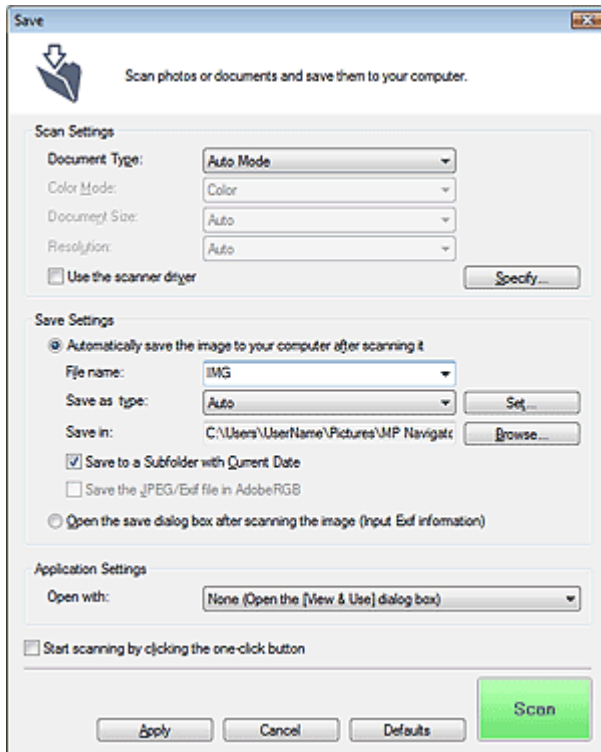 Save
Scan photos or documents and save them to your computer.
Scan Settings
Document Type: Auto Mode
Color Mode: Color
Document Size: Auto
Resolution: Auto
Use the scanner driver Specify...
Save Settings
Automatically save the image to your computer after scanning it
File name: IMG
Save as type: Auto Set...
Save in: C:\Users\UserName\Pictures\MP Navigato Browse...
Save to a Subfolder with Current Date
Save the JPEG/Exif file in AdobeRGB
Open the save dialog box after scanning the image (Input Exif information)
Application Settings
Open with: None (Open the [View & Use] dialog box)
Start scanning by clicking the one-click button
Scan
Apply Cancel Defaults